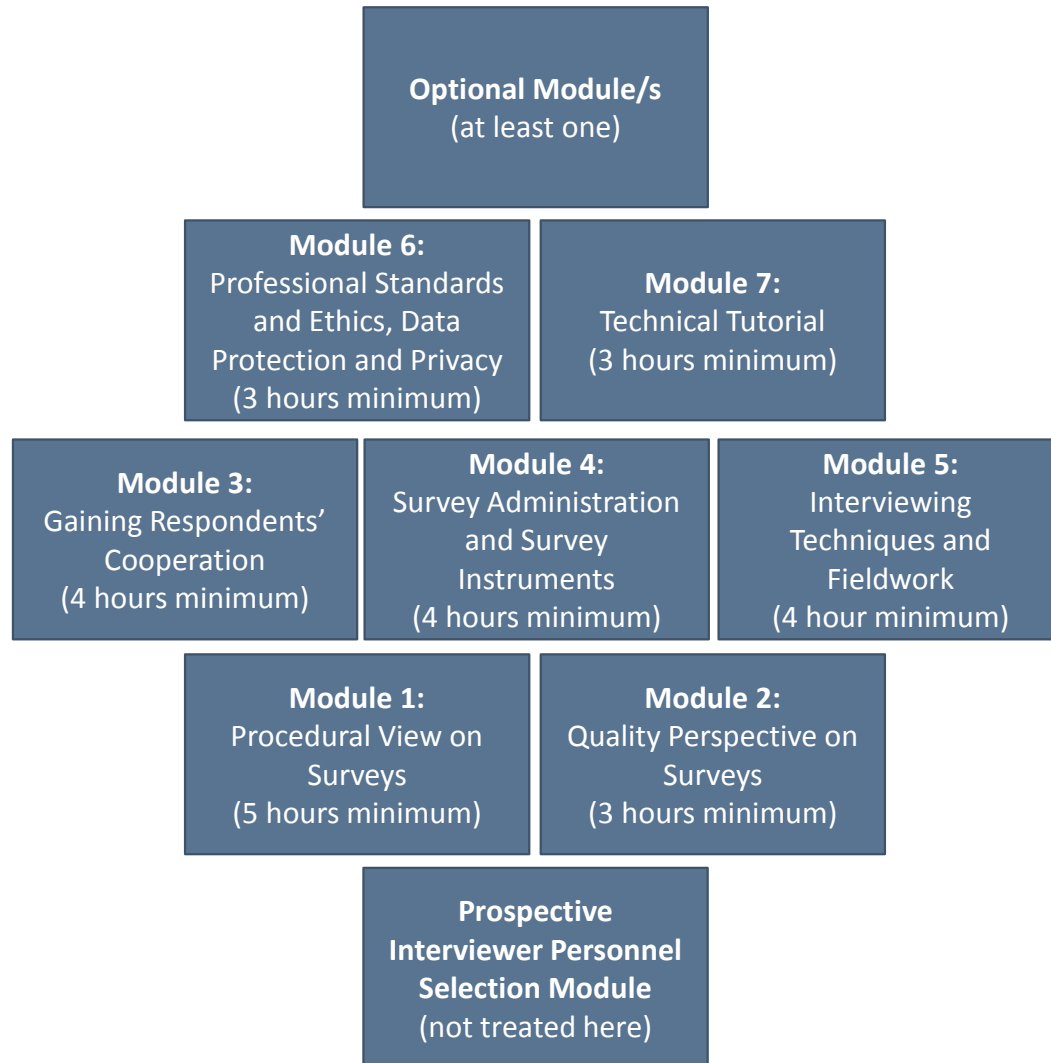 Optional Module/s
(at least one)
Module 6:
Professional Standards
and Ethics, Data
Protection and Privacy
(3 hours minimum)
Module 7:
Technical Tutorial
(3 hours minimum)
Module 3:
Gaining Respondents’
Cooperation
(4 hours minimum)
Module 4:
Survey Administration
and Survey
Instruments
(4 hours minimum)
Module 5:
Interviewing
Techniques and
Fieldwork
(4 hour minimum)
Module 1:
Procedural View on
Surveys
(5 hours minimum)
Module 2:
Quality Perspective on
Surveys
(3 hours minimum)
Prospective
Interviewer Personnel
Selection Module
(not treated here)